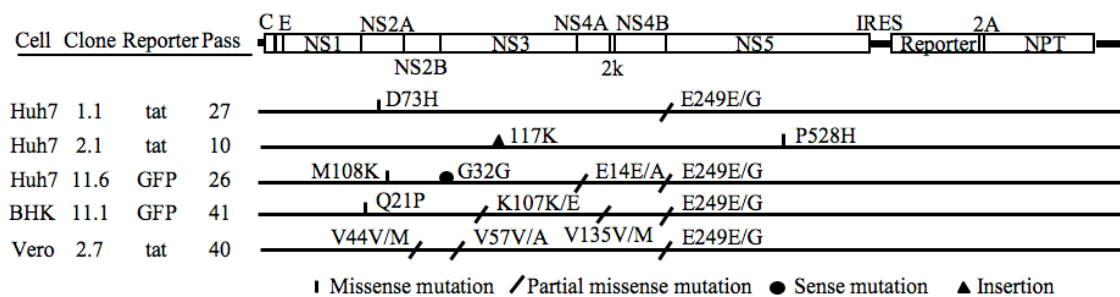 C E NS2A NS4A NS4B IRES 2A
Cell Clone Reporter Pass NS1 NS3 NS5 Reporter NPT
NS2B 2k
Huh7 1.1 tat 27 D73H E249E/G
Huh7 2.1 tat 10 117K P528H
Huh7 11.6 GFP 26 M108K G32G E14E/A E249E/G
BHK 11.1 GFP 41 Q21P K107K/E E249E/G
Vero 2.7 tat 40 V44V/M V57V/A V135V/M E249E/G
Missense mutation Partial missense mutation Sense mutation Insertion